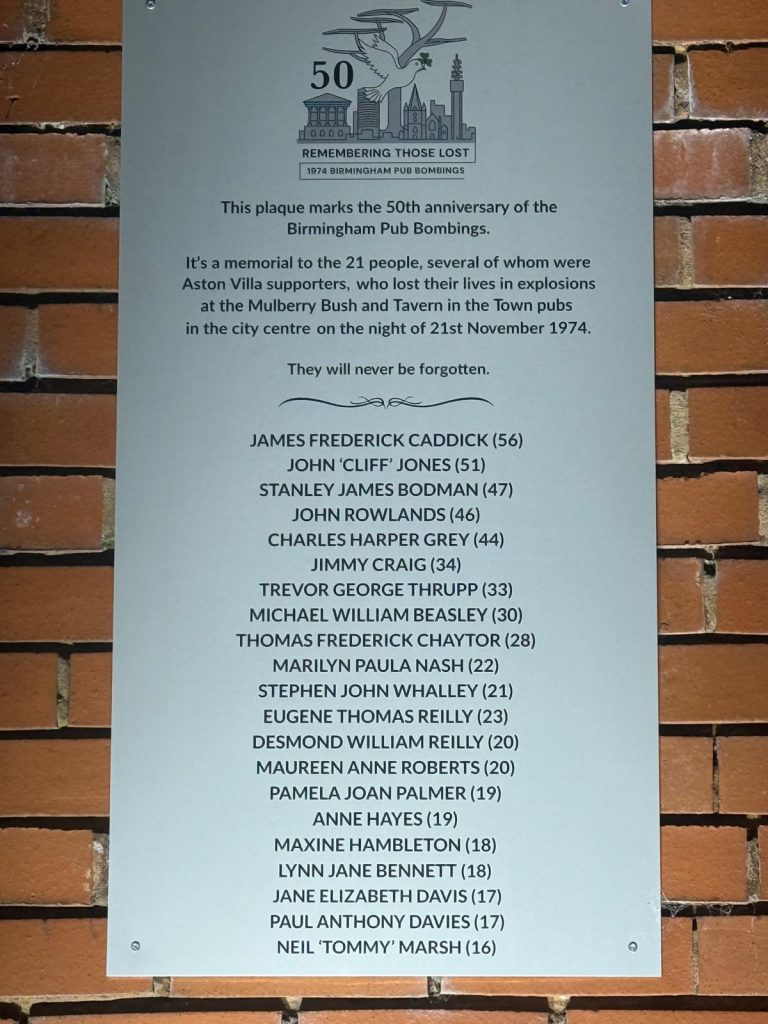 50
REMEMBERING THOSE LOST
1974 BIRMINGHAM PUB BOMBINGS
This plaque marks the 50th anniversary of the
Birmingham Pub Bombings.
It's a memorial to the 21 people, several of whom were
Aston Villa supporters, who lost their lives in explosions
at the Mulberry Bush and Tavern in the Town pubs
in the city centre on the night of 21st November 1974.
They will never be forgotten.
JAMES FREDERICK CADDICK (56)
JOHN ‘CLIFF’ JONES (51)
STANLEY JAMES BODMAN (47)
JOHN ROWLANDS (46)
CHARLES HARPER GREY (44)
JIMMY CRAIG (34)
TREVOR GEORGE THRUPP (33)
MICHAEL WILLIAM BEASLEY (30)
THOMAS FREDERICK CHAYTOR (28)
MARILYN PAULA NASH (22)
STEPHEN JOHN WHALLEY (21)
EUGENE THOMAS REILLY (23)
DESMOND WILLIAM REILLY (20)
MAUREEN ANNE ROBERTS (20)
PAMELA JOAN PALMER (19)
ANNE HAYES (19)
MAXINE HAMBLETON (18)
LYNN JANE BENNETT (18)
JANE ELIZABETH DAVIS (17)
PAUL ANTHONY DAVIES (17)
NEIL ‘TOMMY’ MARSH (16)